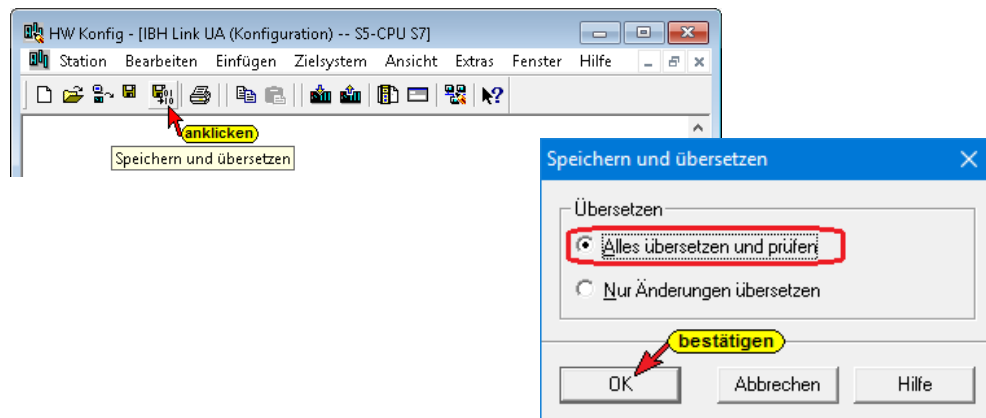 HW Konfig - [IBH Link UA (Konfiguration) -- S5-CPU S7]
Station Bearbeiten Einfügen Zielsystem Ansicht Extras Fenster Hilfe
anklicken
Speichern und übersetzen
Speichern und übersetzen
Übersetzen
Alles übersetzen und prüfen
Nur Änderungen übersetzen
bestätigen
OK Abbrechen Hilfe